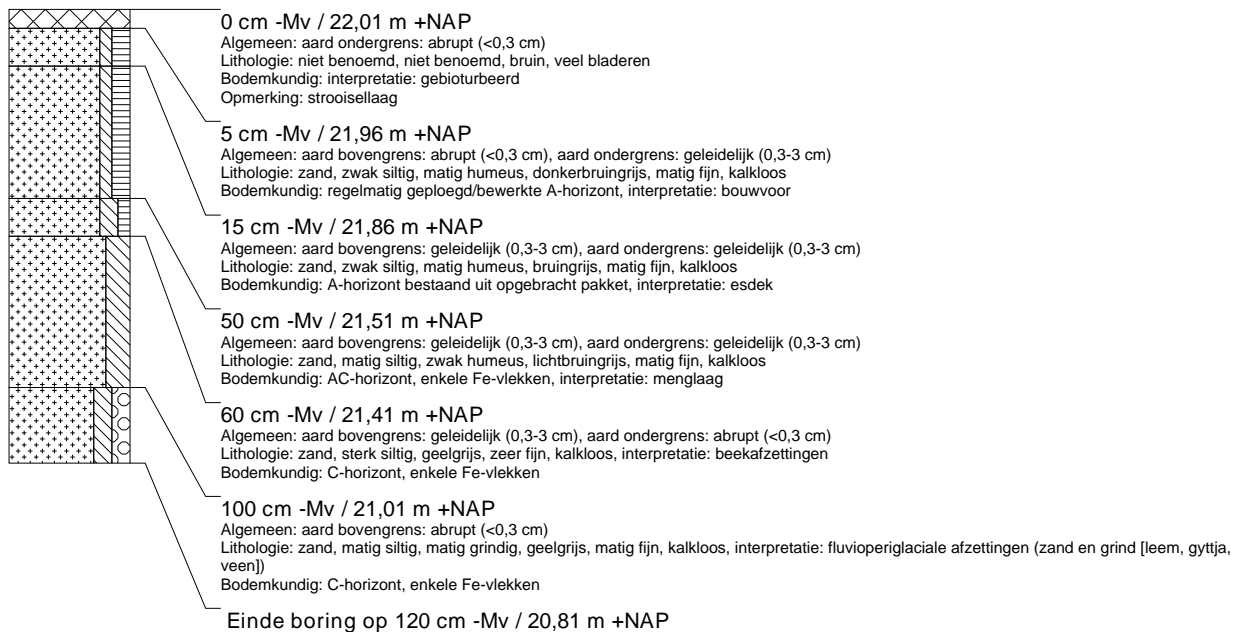 0 cm -Mv / 22,01 m +NAP
Algemeen: aard ondergrens: abrupt (<0,3 cm)
Lithologie: niet benoemd, niet benoemd, bruin, veel bladeren
Bodemkundig: interpretatie: gebioturbeerd
Opmerking: strooisellaag
5 cm -Mv / 21,96 m +NAP
Algemeen: aard bovengrens: abrupt (<0,3 cm), aard ondergrens: geleidelijk (0,3-3 cm)
Lithologie: zand, zwak siltig, matig humeus, donkerbruingrijs, matig fijn, kalkloos
Bodemkundig: regelmatig geploegd/bewerkte A-horizont, interpretatie: bouwvoor
15 cm -Mv / 21,86 m +NAP
Algemeen: aard bovengrens: geleidelijk (0,3-3 cm), aard ondergrens: geleidelijk (0,3-3 cm)
Lithologie: zand, zwak siltig, matig humeus, bruingrijs, matig fijn, kalkloos
Bodemkundig: A-horizont bestaand uit opgebracht pakket, interpretatie: esdek
50 cm -Mv / 21,51 m +NAP
Algemeen: aard bovengrens: geleidelijk (0,3-3 cm), aard ondergrens: geleidelijk (0,3-3 cm)
Lithologie: zand, matig siltig, zwak humeus, lichtbruingrijs, matig fijn, kalkloos
Bodemkundig: AC-horizont, enkele Fe-vlekken, interpretatie: menglaag
60 cm -Mv / 21,41 m +NAP
Algemeen: aard bovengrens: geleidelijk (0,3-3 cm), aard ondergrens: abrupt (<0,3 cm)
Lithologie: zand, sterk siltig, geelgrijs, zeer fijn, kalkloos, interpretatie: beekafzettingen
Bodemkundig: C-horizont, enkele Fe-vlekken
100 cm -Mv / 21,01 m +NAP
Algemeen: aard bovengrens: abrupt (<0,3 cm)
Lithologie: zand, matig siltig, matig grindig, geelgrijs, matig fijn, kalkloos, interpretatie: fluvioperiglaciale afzettingen (zand en grind [leem, gyttja,
veen])
Bodemkundig: C-horizont, enkele Fe-vlekken
Einde boring op 120 cm -Mv / 20,81 m +NAP